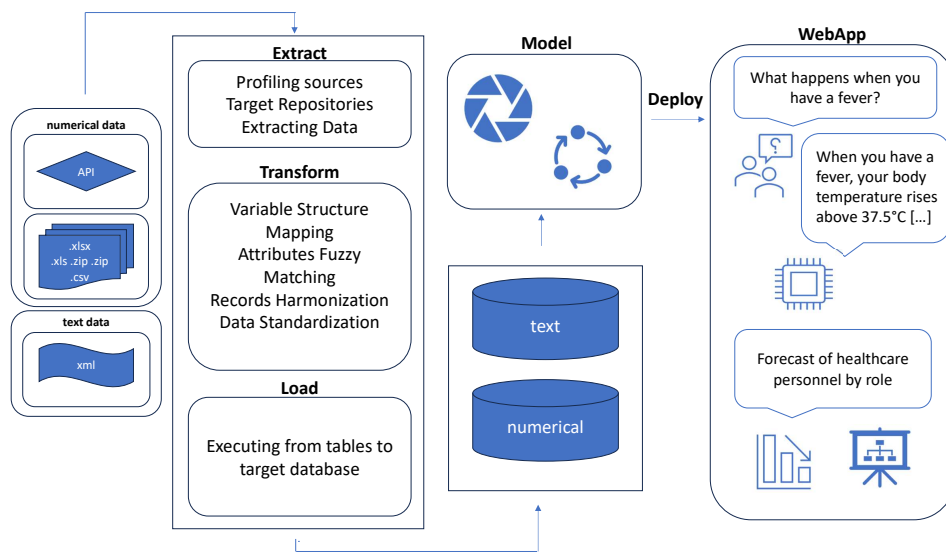 numerical data
API
.xlsx
.xls .zip .zip
.csv
text data
xml
Extract
Profiling sources
Target Repositories
Extracting Data
Transform
Variable Structure
Mapping
Attributes Fuzzy
Matching
Records Harmonization
Data Standardization
Load
Executing from tables to
target database
Model
text
numerical
Deploy
WebApp
What happens when you
have a fever?
?
When you have a
fever, your body
temperature rises
above 37.5°C […]
Forecast of healthcare
personnel by role